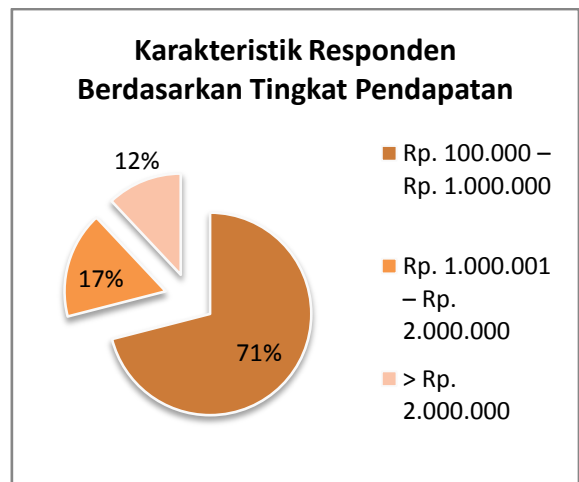 Karakteristik Responden
Berdasarkan Tingkat Pendapatan
12%
17%
71%
Rp. 100.000 –
Rp. 1.000.000
Rp. 1.000.001
– Rp.
2.000.000
> Rp.
2.000.000